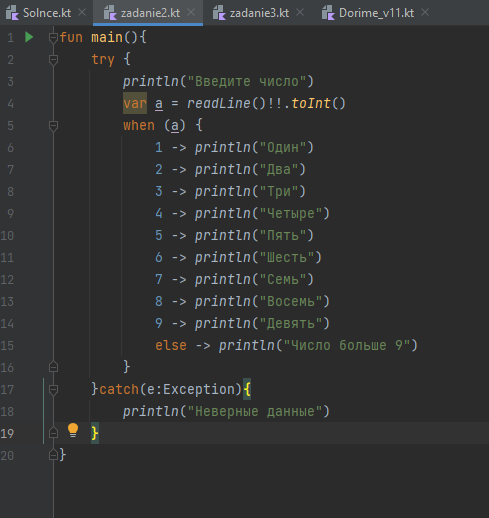 Solnce.kt zadanie2.kt zadanie3.kt Dorime_v11.kt
1 fun main(){
2 try {
3 println("Введите число")
4 var a = readLine()!!.toInt()
5 when (a) {
6 1 -> println("Один")
7 2 -> println("Два")
8 3 -> println("Три")
9 4 -> println("Четыре")
10 5 -> println("Пять")
11 6 -> println("Шесть")
12 7 -> println("Семь")
13 8 -> println("Восемь")
14 9 -> println("Девять")
15 else -> println("Число больше 9")
16 }
17 }catch(e:Exception){
18 println("Неверные данные")
19 }
20 }